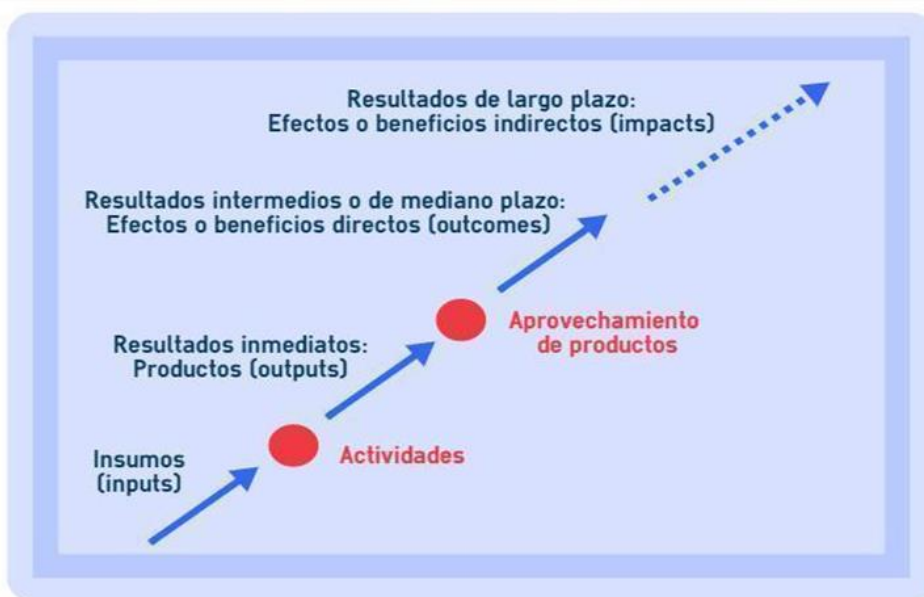 Resultados de largo plazo:
Efectos o beneficios indirectos (impacts)
Resultados intermedios o de mediano plazo:
Efectos o beneficios directos (outcomes)
Aprovechamiento
de productos
Resultados inmediatos:
Productos (outputs)
Actividades
Insumos
(inputs)